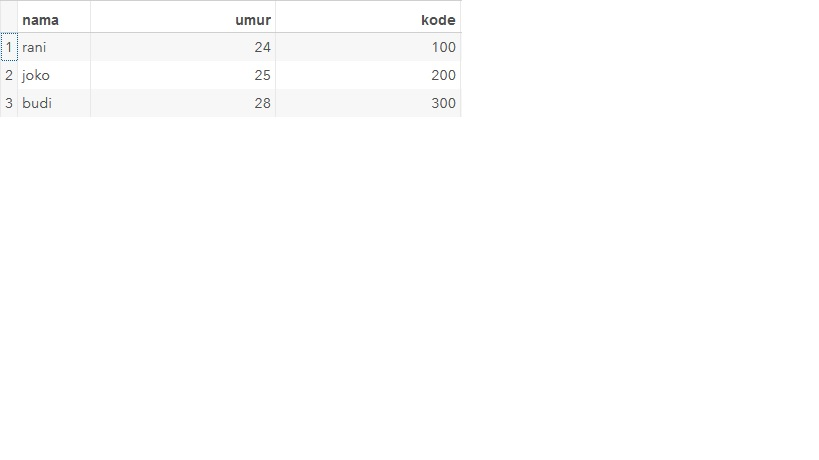 nama umur kode
1 rani 24 100
2 joko 25 200
3 budi 28 300